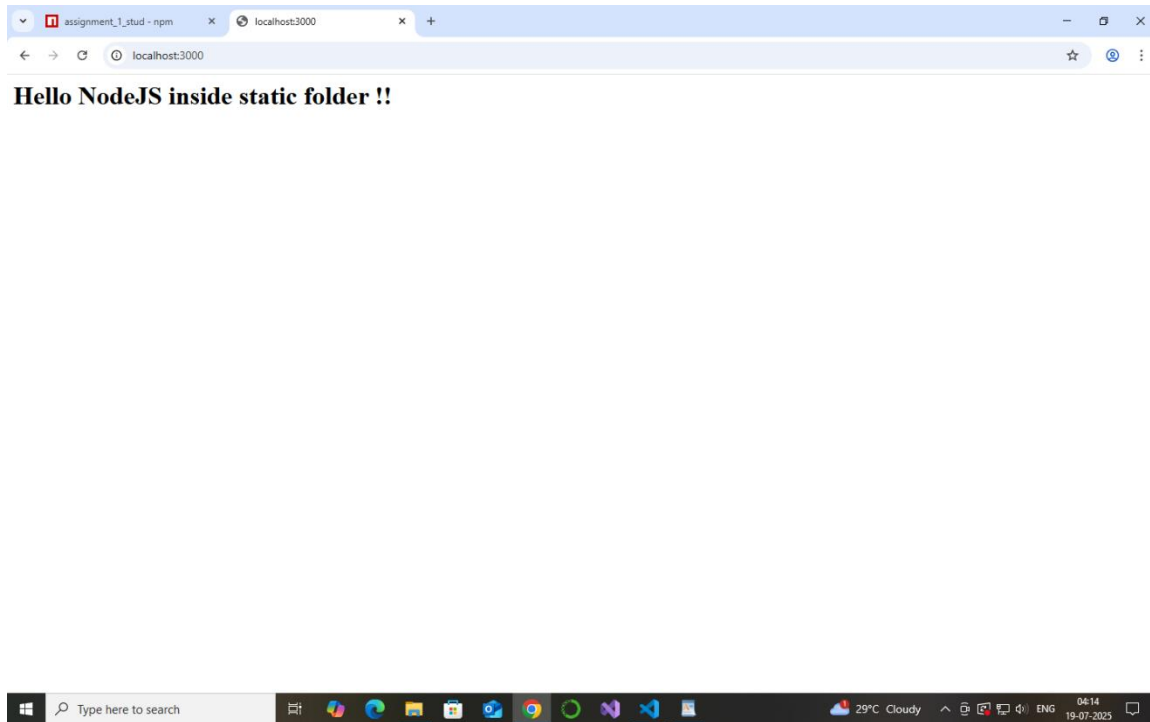 assignment_1_stud - npm
localhost:3000
localhost:3000
Hello NodeJS inside static folder !!
Type here to search
29°C Cloudy
ENG
04:14
19-07-2025